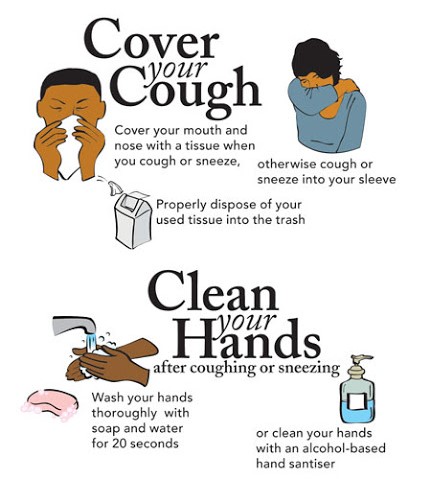 Cover
your
Cough
Cover your mouth and
nose with a tissue when
you cough or sneeze,
otherwise cough or
sneeze into your sleeve
Properly dispose of your
used tissue into the trash
Clean
your
Hands
after coughing or sneezing
Wash your hands
thoroughly with
soap and water
for 20 seconds
or clean your hands
with an alcohol-based
hand santiser